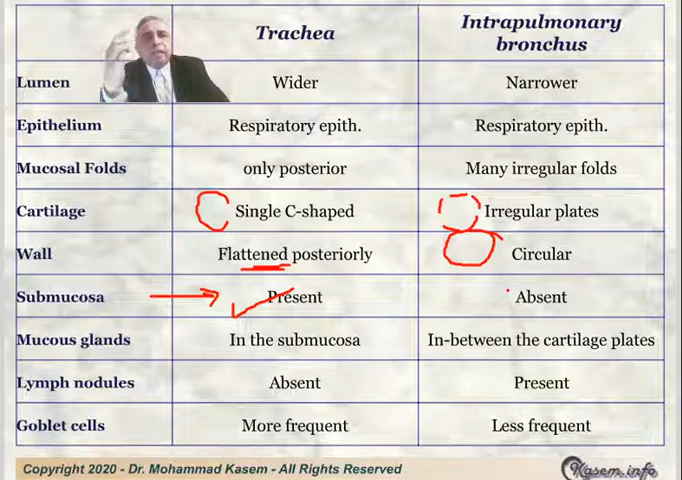 Trachea
Intrapulmonary
bronchus
Lumen Wider Narrower
Epithelium Respiratory epith. Respiratory epith.
Mucosal Folds only posterior Many irregular folds
Cartilage Single C-shaped Irregular plates
Wall Flattened posteriorly Circular
Submucosa Present Absent
Mucous glands In the submucosa In-between the cartilage plates
Lymph nodules Absent Present
Goblet cells More frequent Less frequent
Copyright 2020 - Dr. Mohammad Kasem - All Rights Reserved
Kasem.info